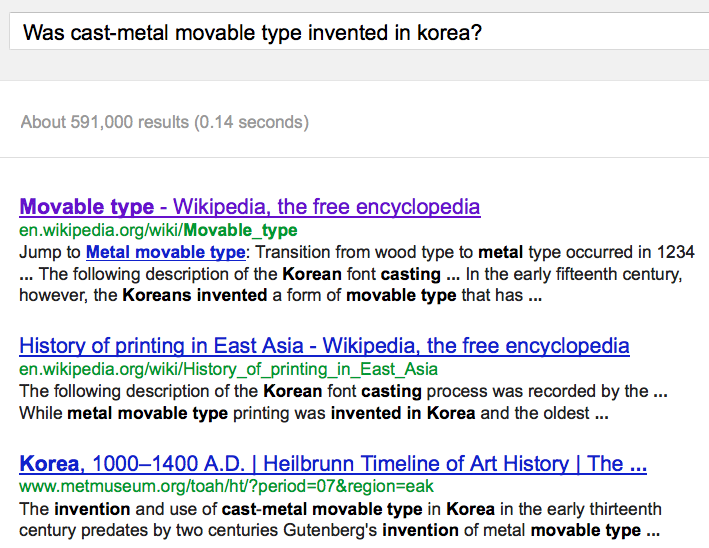 Was cast-metal movable type invented in korea?
About 591,000 results (0.14 seconds)
Movable type - Wikipedia, the free encyclopedia
en.wikipedia.org/wiki/Movable_type
Jump to Metal movable type: Transition from wood type to metal type occurred in 1234
... The following description of the Korean font casting ... In the early fifteenth century,
however, the Koreans invented a form of movable type that has ...
History of printing in East Asia - Wikipedia, the free encyclopedia
en.wikipedia.org/wiki/History_of_printing_in_East_Asia
The following description of the Korean font casting process was recorded by the ...
While metal movable type printing was invented in Korea and the oldest ...
Korea, 1000–1400 A.D. | Heilbrunn Timeline of Art History | The ...
www.metmuseum.org/toah/ht/?period=07&region=eak
The invention and use of cast-metal movable type in Korea in the early thirteenth
century predates by two centuries Gutenberg's invention of metal movable type ...